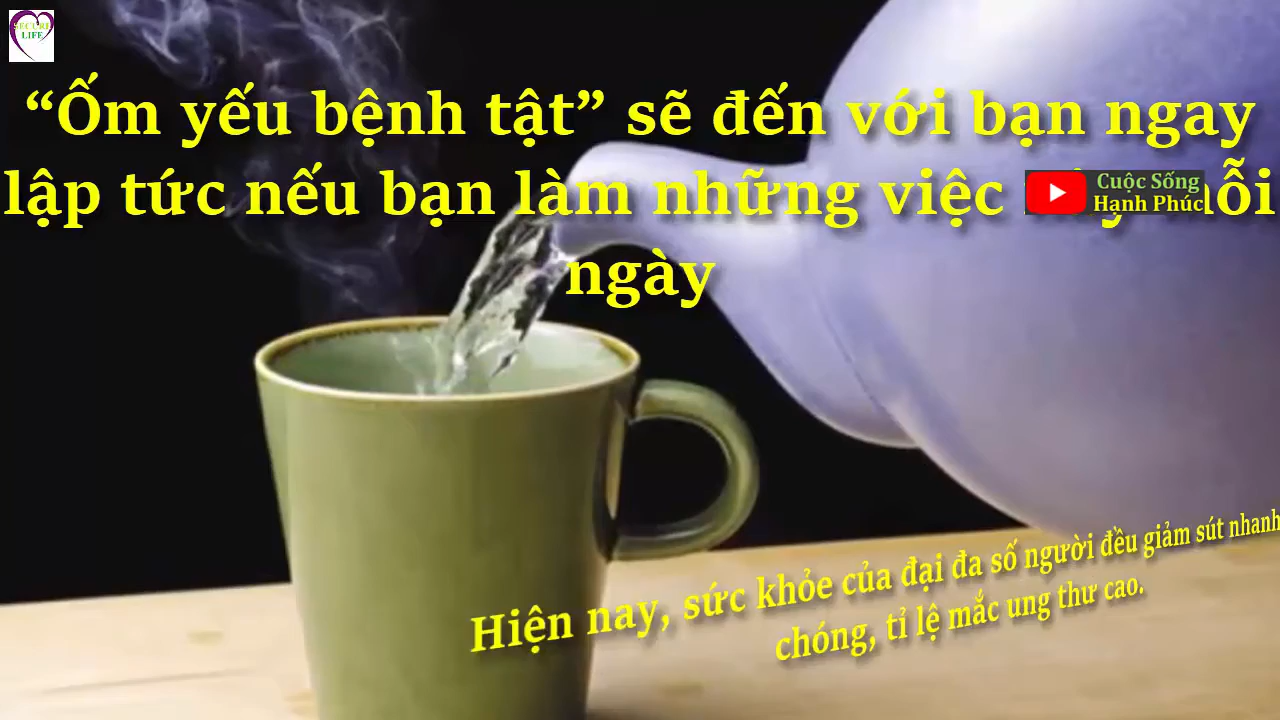 SECURE
LIFE
“Ốm yếu bệnh tật” sẽ đến với bạn ngay
lập tức nếu bạn làm những việc
ngày
Cuộc Sống
Hạnh Phúc
Hiện nay, sức khỏe của đại đa số người đều giảm sút nhanh
chóng, tỉ lệ mắc ung thư cao.